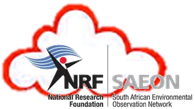 NRF SAEON
National Research South African Environmental
Foundation Observation Network